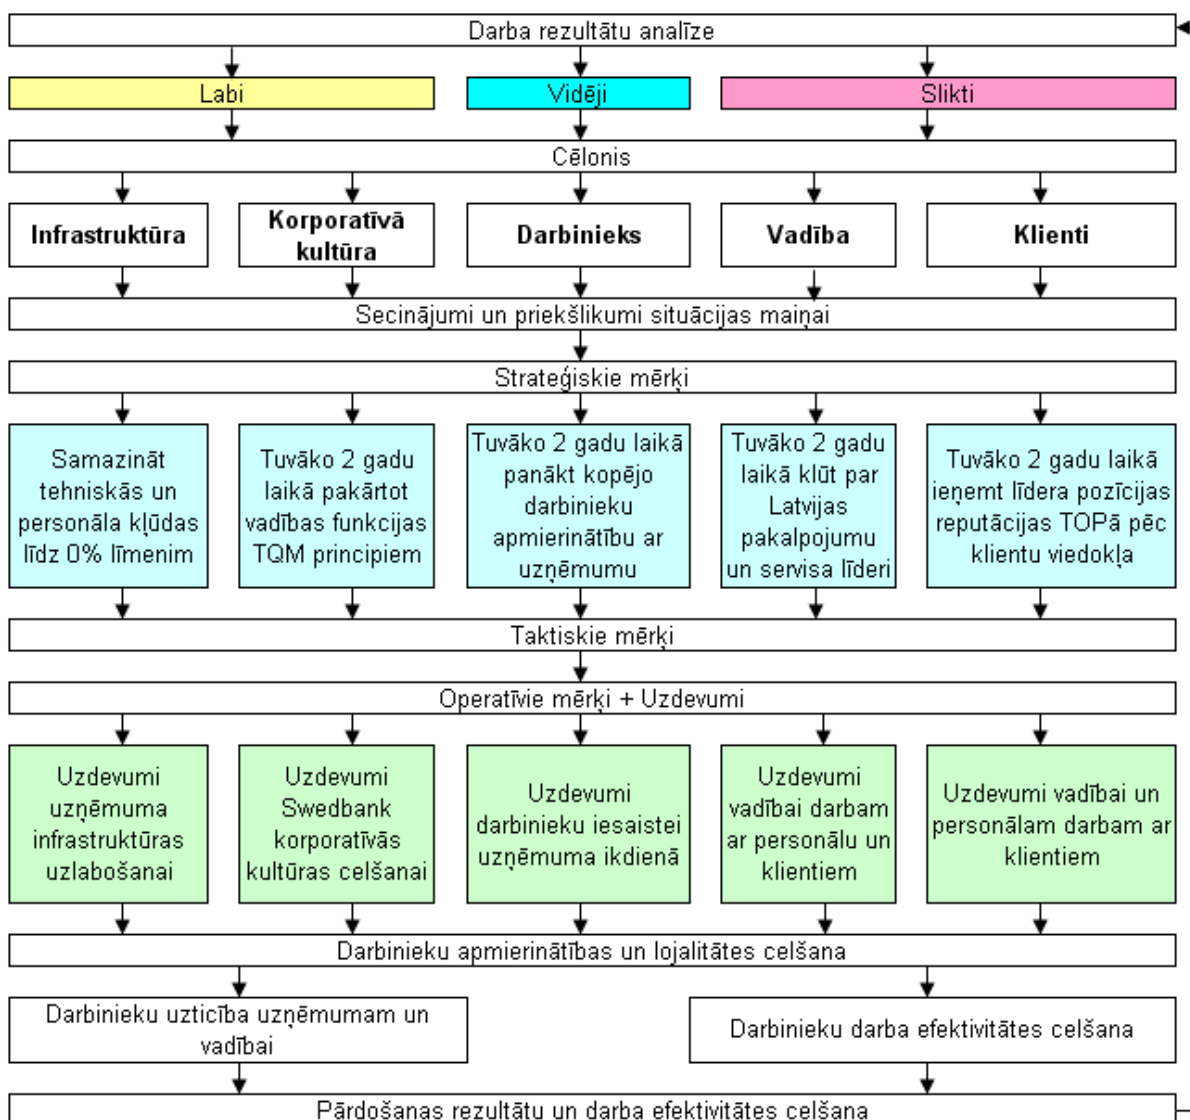 Darba rezultātu analīze
Labi
Vidēji
Slikti
Cēlonis
Infrastruktūra
Korporatīvā
kultūra
Darbinieks
Vadība
Klienti
Secinājumi un priekšlikumi situācijas maiņai
Stratēģiskie mērķi
Samazināt
tehniskās un
personāla kļūdas
līdz 0% līmenim
Tuvāko 2 gadu
laikā pakārtot
vadības funkcijas
TQM principiem
Tuvāko 2 gadu laikā
panākt kopējo
darbinieku
apmierinātību ar
uzņēmumu
Tuvāko 2 gadu
laikā kļūt par
Latvijas
pakalpojumu
un servisa līderi
Tuvāko 2 gadu laikā
ieņemt līdera pozīcijas
reputācijas TOPā pēc
klientu viedokļa
Taktiskie mērķi
Operatīvie mērķi + Uzdevumi
Uzdevumi
uzņēmuma
infrastruktūras
uzlabošanai
Uzdevumi
Swedbank
korporatīvās
kultūras celšanai
Uzdevumi
darbinieku iesaistei
uzņēmuma ikdienā
Uzdevumi
vadībai darbam
ar personālu un
klientiem
Uzdevumi vadībai un
personālam darbam ar
klientiem
Darbinieku apmierinātības un lojalitātes celšana
Darbinieku uzticība uzņēmumam un
vadībai
Darbinieku darba efektivitātes celšana
Pārdošanas rezultātu un darba efektivitātes celšana